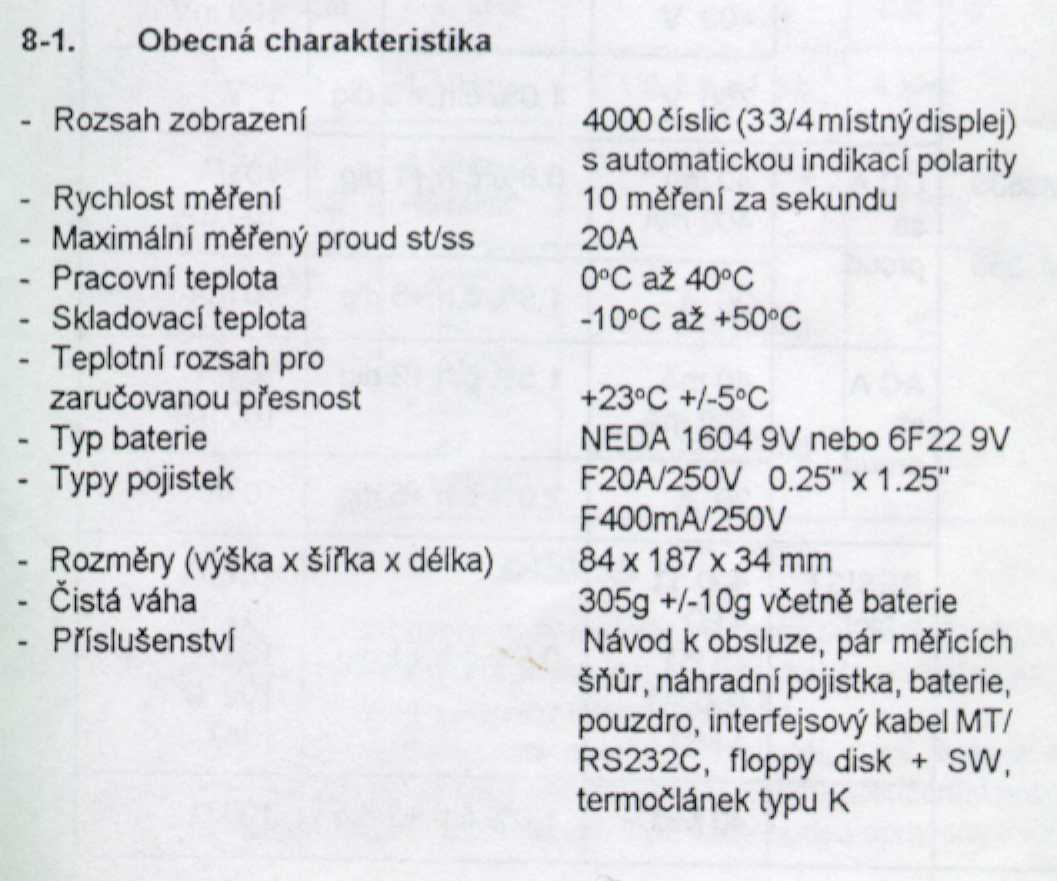 8-1. Obecná charakteristika
- Rozsah zobrazení 4000 číslic (3 3/4 místný displej)
s automatickou indikací polarity
- Rychlost měření 10 měření za sekundu
- Maximální měřený proud st/ss 20A
- Pracovní teplota 0°C až 40°C
- Skladovací teplota -10°C až +50°C
- Teplotní rozsah pro
zaručovanou přesnost +23°C +/-5°C
- Typ baterie NEDA 1604 9V nebo 6F22 9V
- Typy pojistek F20A/250V 0.25" x 1.25"
F400mA/250V
- Rozměry (výška x šířka x délka) 84 x 187 x 34 mm
- Čistá váha 305g +/-10g včetně baterie
- Příslušenství Návod k obsluze, pár měřicích
šňůr, náhradní pojistka, baterie,
pouzdro, interfejsový kabel MT/
RS232C, floppy disk + SW,
termočlánek typu K